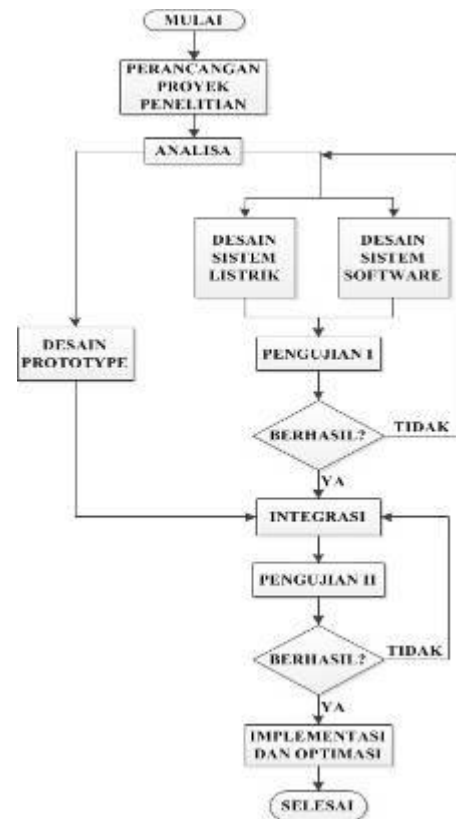 MULAI
PERANCANGAN
PROYEK
PENELITIAN
ANALISA
DESAIN
SISTEM
LISTRIK
DESAIN
SISTEM
SOFTWARE
DESAIN
PROTOTYPE
PENGUJIAN I
BERHASIL?
TIDAK
YA
INTEGRASI
PENGUJIAN II
BERHASIL?
TIDAK
YA
IMPLEMENTASI
DAN OPTIMASI
SELESAI